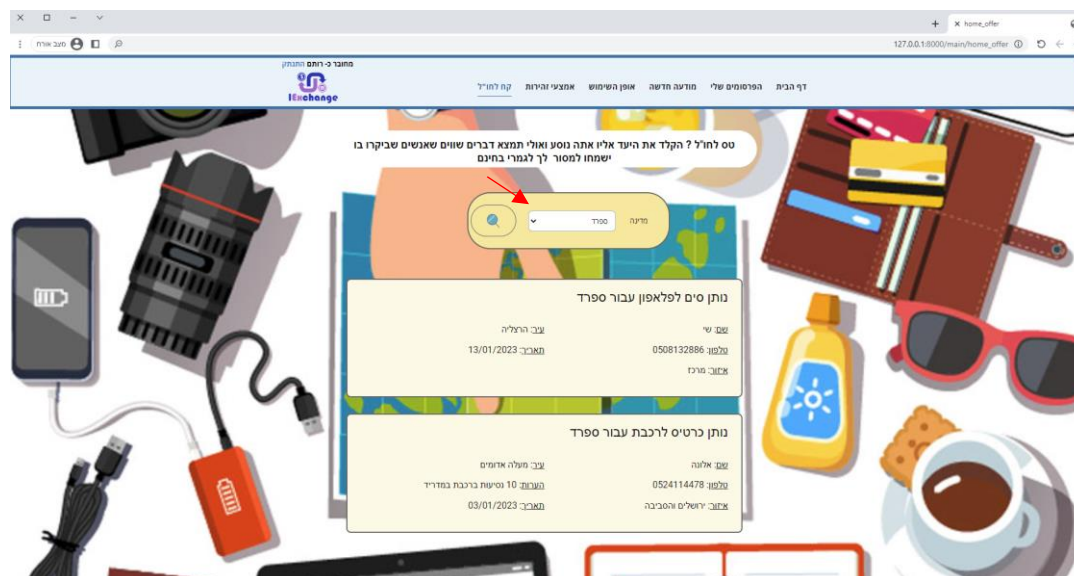 home_offer
127.0.0.1:8000/main/home_offer
מצב אורח
מחובר כ- רותם התנתק
IExchange
דף הבית הפרסומים שלי מודעה חדשה אופן השימוש אמצעי זהירות קח לחו"ל
טס לחו"ל ? הקלד את היעד אליו אתה נוסע ואולי תמצא דברים שווים שאנשים שביקרו בו
ישמחו למסור לך לגמרי בחינם
מדינה ספרד
נותן סים לפלאפון עבור ספרד
שם: שי עיר: הרצליה
טלפון: 0508132886 תאריך: 13/01/2023
איזור: מרכז
נותן כרטיס לרכבת עבור ספרד
שם: אלונה עיר: מעלה אדומים
טלפון: 0524114478 הערות: 10 נסיעות ברכבת במדריד
איזור: ירושלים והסביבה תאריך: 03/01/2023